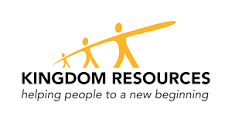 KINGDOM RESOURCES
helping people to a new beginning